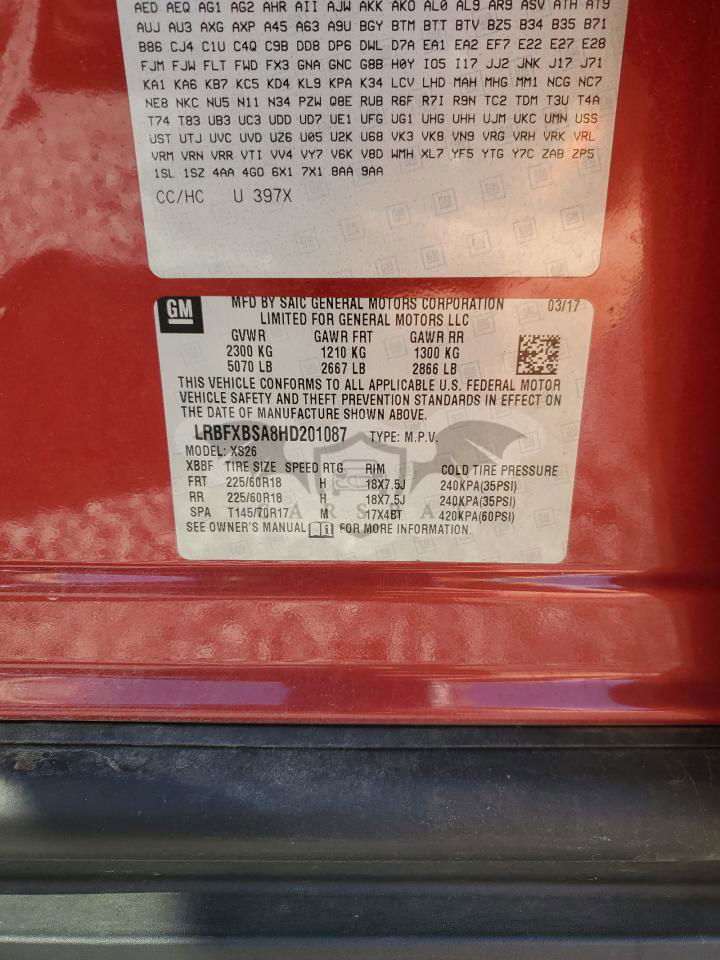 AED AEQ AG1 AG2 AHR AII AJW AKK AKO AL0 AL9 AR9 ASV ATH AT9
AUJ AU3 AXG AXP A45 A63 A9U BGY BTM BTT BTV BZ5 B34 B35 B71
B86 CJ4 C1U C4Q C9B DD8 DP6 DWL D7A EA1 EA2 EF7 E22 E27 E28
FJM FJW FLT FWD FX3 GNA GNC G8B H0Y IO5 I17 JJ2 JNK J17 J71
KA1 KA6 KB7 KC5 KD4 KL9 KPA K34 LCV LHD MAH MHG MM1 NCG NC7
NE8 NKC NU5 N11 N34 PZW Q8E RUB R6F R7I R9N TC2 TDM T3U T4A
T74 T83 UB3 UC3 UDD UD7 UE1 UFG UG1 UHG UHH UJM UKC UMN USS
UST UTJ UVC UVD UZ6 U05 U2K U68 VK3 VK8 VN9 VRG VRH VRK VRL
VRM VRN VRR VTI VV4 VY7 V6K V8D WMH XL7 YF5 YTG Y7C ZAB ZP5
1SL 1SZ 4AA 4GO 6X1 7X1 8AA 9AA
CC/HC U 397X
GM
MFD BY SAIC GENERAL MOTORS CORPORATION 03/17
LIMITED FOR GENERAL MOTORS LLC
GVWR GAWR FRT GAWR RR
2300 KG 1210 KG 1300 KG
5070 LB 2667 LB 2866 LB
THIS VEHICLE CONFORMS TO ALL APPLICABLE U.S. FEDERAL MOTOR
VEHICLE SAFETY AND THEFT PREVENTION STANDARDS IN EFFECT ON
THE DATE OF MANUFACTURE SHOWN ABOVE.
LRBFXBSA8HD201087 TYPE: M.P.V.
MODEL: XS26
XBBF TIRE SIZE SPEED RTG RIM COLD TIRE PRESSURE
FRT 225/60R18 H 18X7.5J 240KPA(35PSI)
RR 225/60R18 H 18X7.5J 240KPA(35PSI)
SPA T145/70R17 M 17X4BT 420KPA(60PSI)
SEE OWNER'S MANUAL FOR MORE INFORMATION.